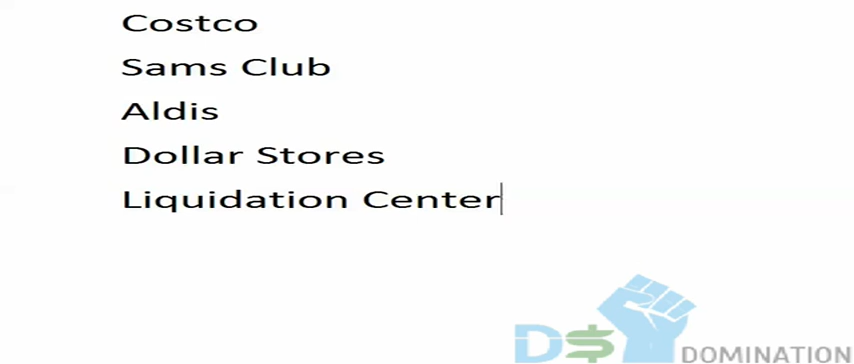 Costco
Sams Club
Aldis
Dollar Stores
Liquidation Center
D$ DOMINATION